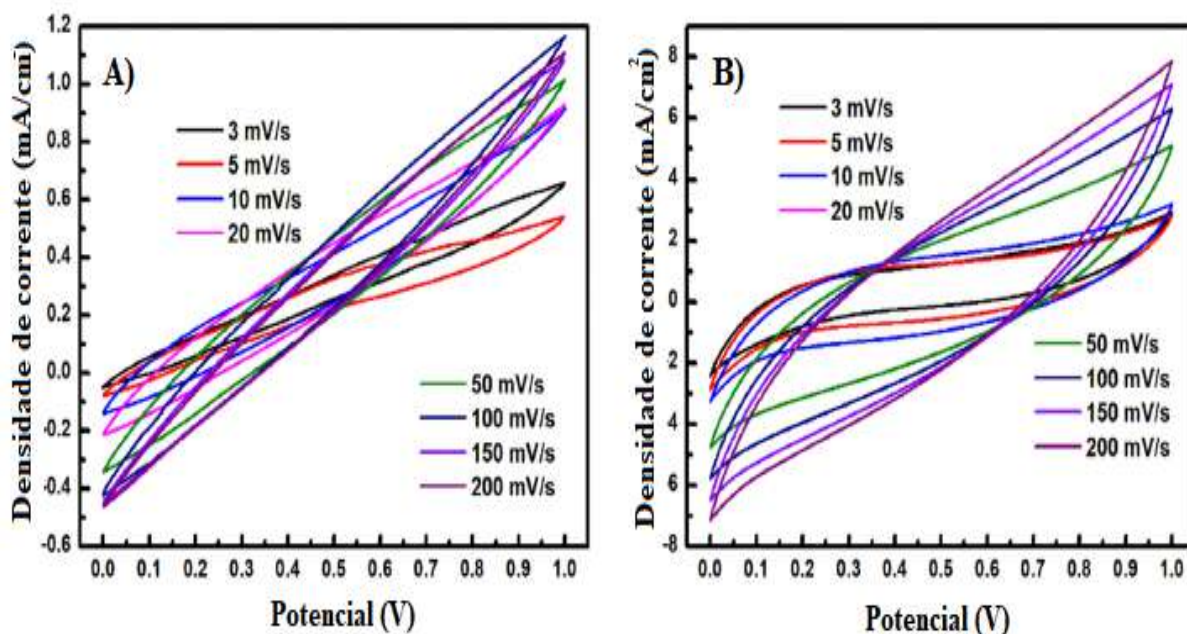 A)
Densidade de corrente (mA/cm̄)
1.2
1.0
0.8
0.6
0.4
0.2
0.0
-0.2
-0.4
-0.6
3 mV/s
5 mV/s
10 mV/s
20 mV/s
50 mV/s
100 mV/s
150 mV/s
200 mV/s
0.0 0.1 0.2 0.3 0.4 0.5 0.6 0.7 0.8 0.9 1.0
Potencial (V)
B)
Densidade de corrente (mA/cm²)
8
6
4
2
0
2
4
6
-8
3 mV/s
5 mV/s
10 mV/s
20 mV/s
50 mV/s
100 mV/s
150 mV/s
200 mV/s
0.0 0.1 0.2 0.3 0.4 0.5 0.6 0.7 0.8 0.9 1.0
Potencial (V)